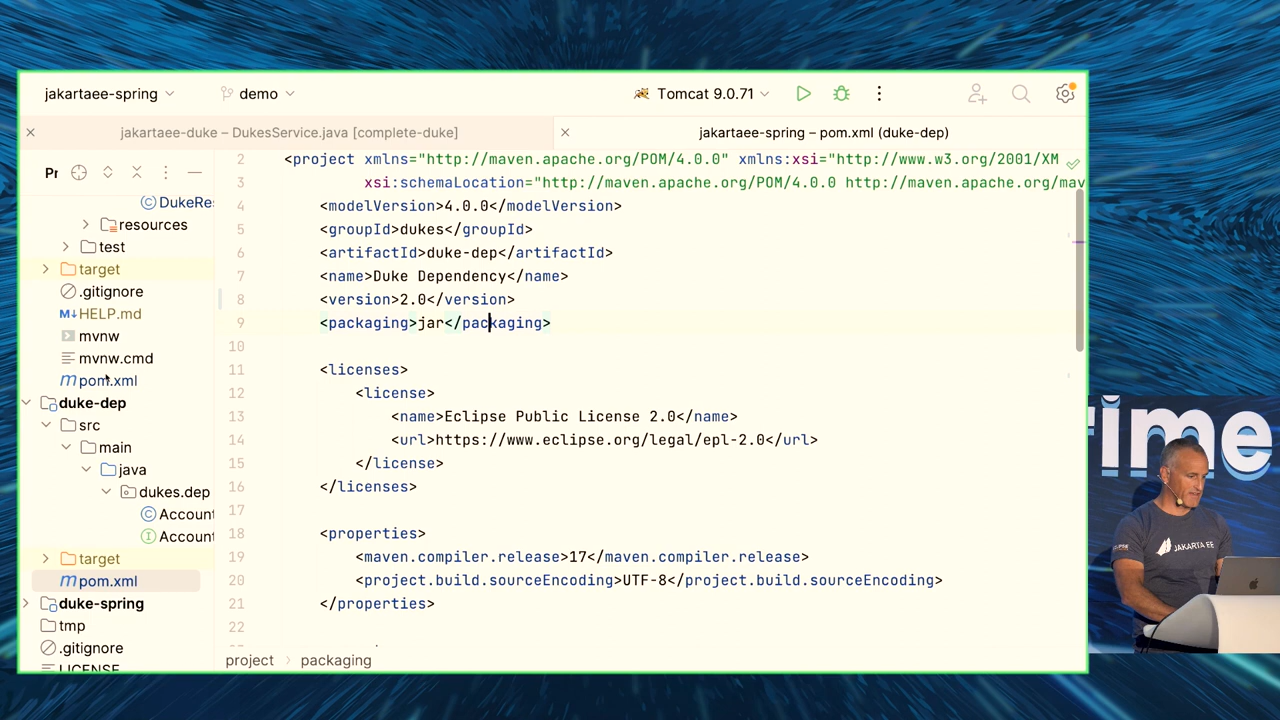 jakartaee-spring
demo
Tomcat 9.0.71
jakartaee-duke – DukesService.java [complete-duke]
jakartaee-spring – pom.xml (duke-dep)
Pr
DukeRes
resources
test
target
.gitignore
HELP.md
mvnw
mvnw.cmd
pom.xml
duke-dep
src
main
java
dukes.dep
Account
Account
target
pom.xml
duke-spring
tmp
.gitignore
LICENSE
2 <project xmlns="http://maven.apache.org/POM/4.0.0" xmlns:xsi="http://www.w3.org/2001/XM
3 xsi:schemaLocation="http://maven.apache.org/POM/4.0.0 http://maven.apache.org/mav
4 <modelVersion>4.0.0</modelVersion>
5 <groupId>dukes</groupId>
6 <artifactId>duke-dep</artifactId>
7 <name>Duke Dependency</name>
8 <version>2.0</version>
9 <packaging>jar</packaging>
10
11 <licenses>
12 <license>
13 <name>Eclipse Public License 2.0</name>
14 <url>https://www.eclipse.org/legal/epl-2.0</url>
15 </license>
16 </licenses>
17
18 <properties>
19 <maven.compiler.release>17</maven.compiler.release>
20 <project.build.sourceEncoding>UTF-8</project.build.sourceEncoding>
21 </properties>
22
project > packaging
ime
JAKARTA EE